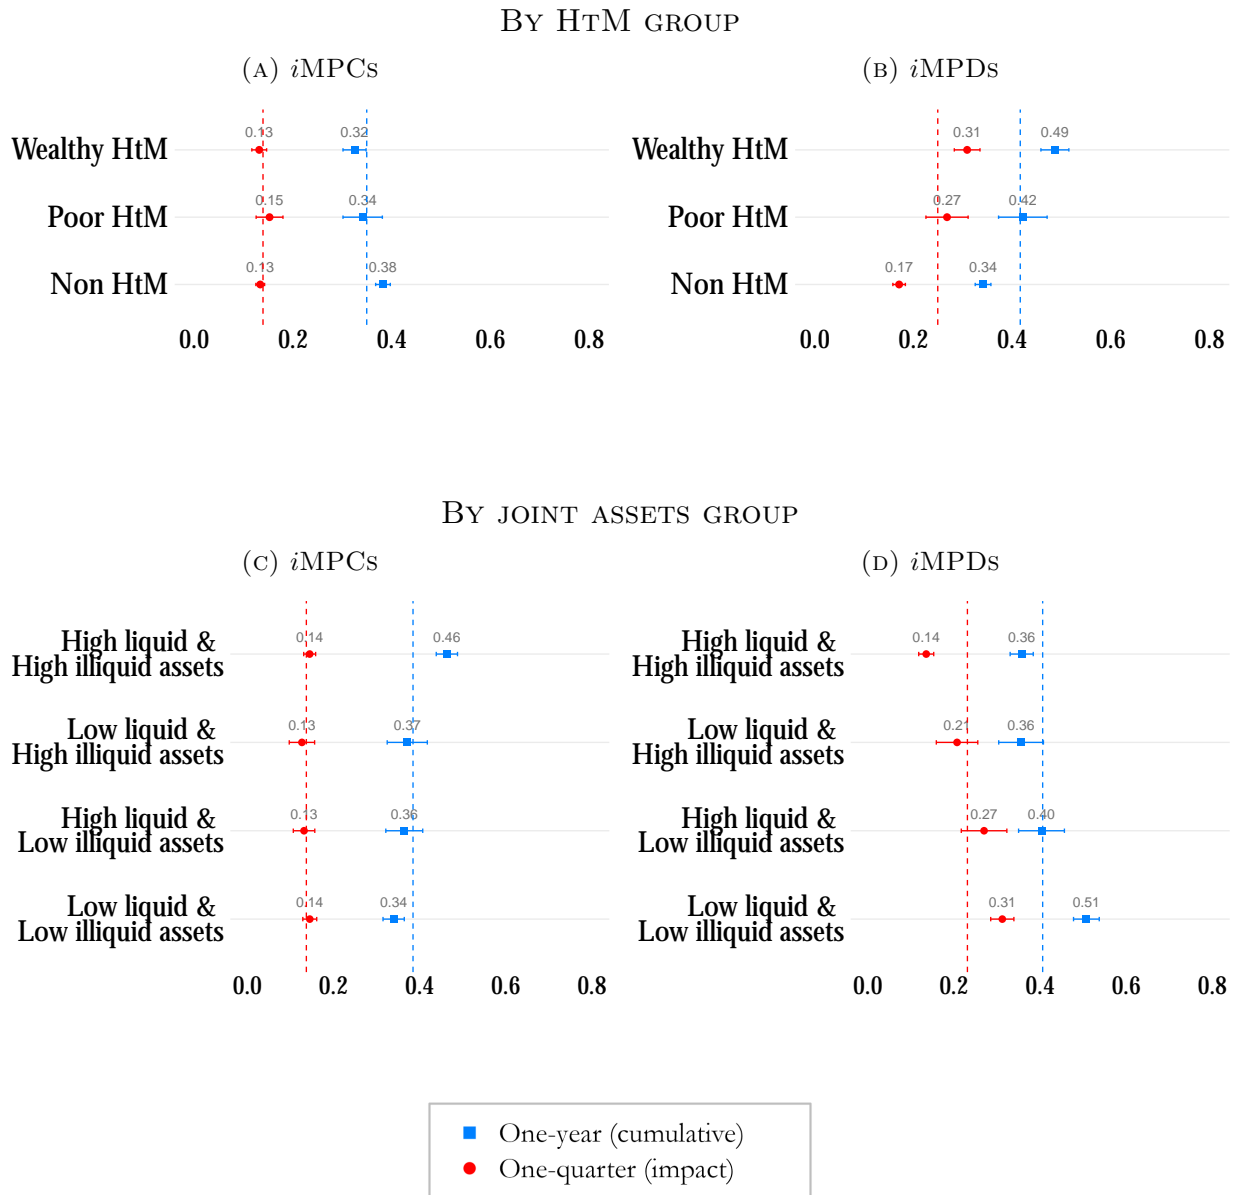 BY HTM GROUP
(A) iMPCS
Wealthy HtM
0.13
0.32
Poor HtM
0.15
0.34
Non HtM
0.13
0.38
0.0 0.2 0.4 0.6 0.8
(B) iMPDS
Wealthy HtM
0.31
0.49
Poor HtM
0.27
0.42
Non HtM
0.17
0.34
0.0 0.2 0.4 0.6 0.8
BY JOINT ASSETS GROUP
(C) iMPCS
High liquid &
High illiquid assets
0.14
0.46
Low liquid &
High illiquid assets
0.13
0.37
High liquid &
Low illiquid assets
0.13
0.36
Low liquid &
Low illiquid assets
0.14
0.34
0.0 0.2 0.4 0.6 0.8
(D) iMPDS
High liquid &
High illiquid assets
0.14
0.36
Low liquid &
High illiquid assets
0.21
0.36
High liquid &
Low illiquid assets
0.27
0.40
Low liquid &
Low illiquid assets
0.31
0.51
0.0 0.2 0.4 0.6 0.8
One-year (cumulative)
One-quarter (impact)